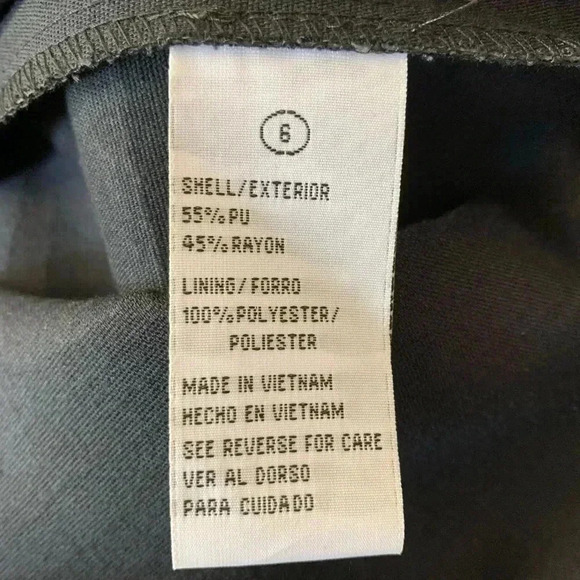 6
SHELL/EXTERIOR
55%PU
45%RAYON
LINING/FORRO
100%POLYESTER/
POLIESTER
MADE IN VIETNAM
HECHO EN VIETNAM
SEE REVERSE FOR CARE
VER AL DORSO
PARA CUIDADO